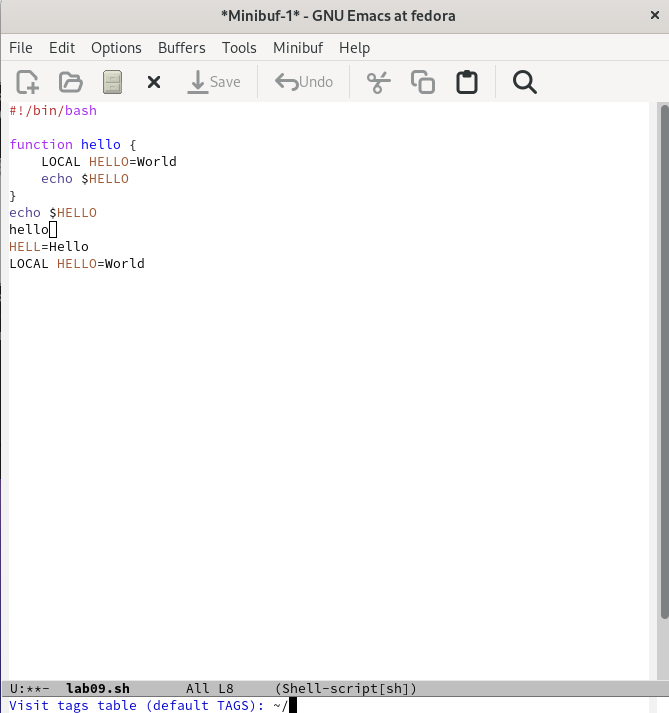 *Minibuf-1* - GNU Emacs at fedora
File Edit Options Buffers Tools Minibuf Help
Save Undo
#!/bin/bash
function hello {
    LOCAL HELLO=World
    echo $HELLO
}
echo $HELLO
hello
HELL=Hello
LOCAL HELLO=World
U:**-  lab09.sh       All L8     (Shell-script[sh])
Visit tags table (default TAGS): ~/